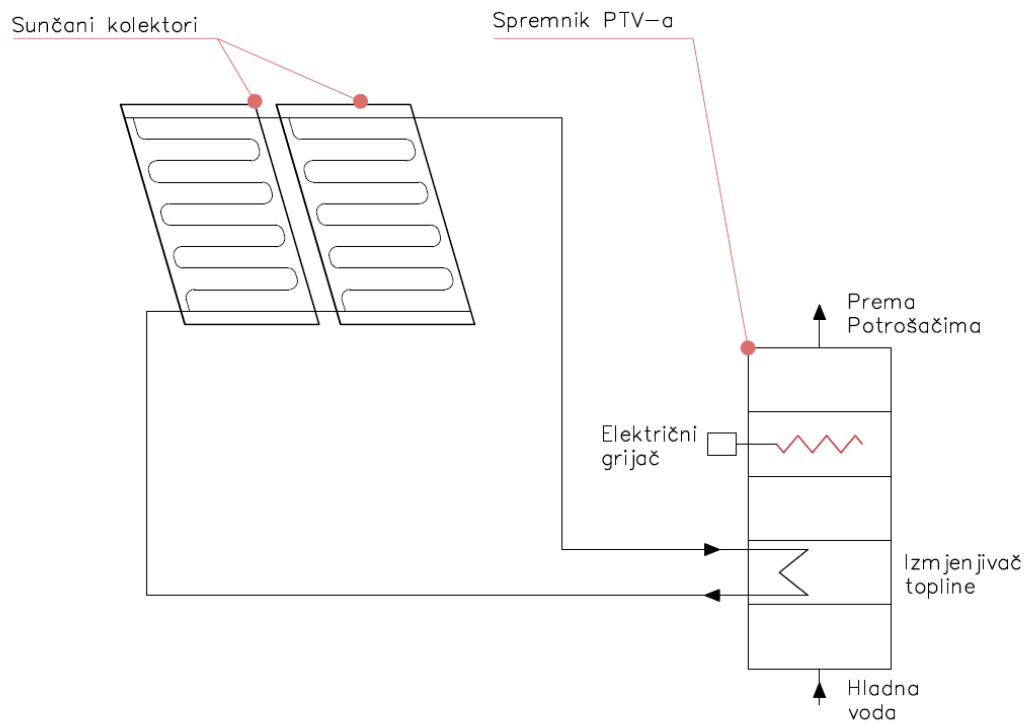 Sunčani kolektori
Spremnik PTV-a
Prema
Potrošačima
Električni
grijač
Izmjenjivač
topline
Hladna
voda